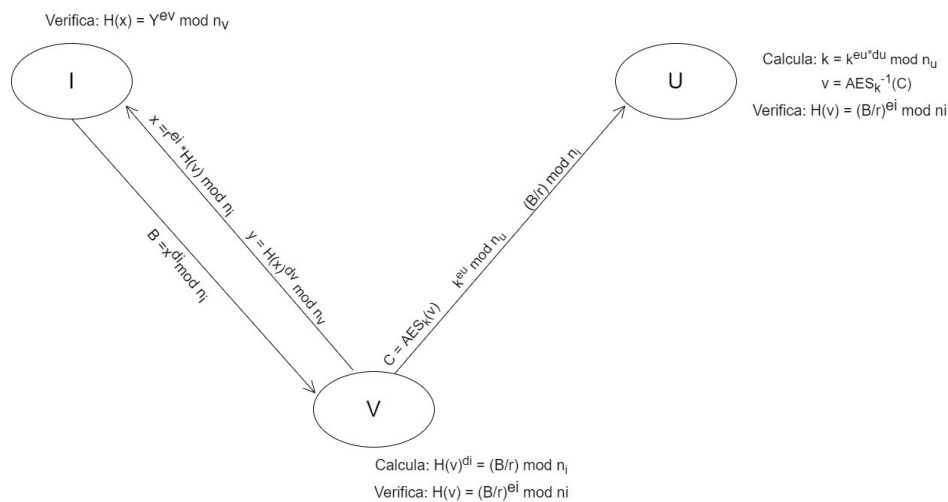 Verifica: H(x) = Y^ev mod n_v
I
U
Calcula: k = k^eu*du mod n_u
v = AES_k^-1(C)
Verifica: H(v) = (B/r)^ei mod ni
x =r^ei *H(v) mod n_i
y = H(x)^dv mod n_v
B =x^di mod n_i
C = AES_k(v)
k^eu mod n_u
(B/r) mod n_i
V
Calcula: H(v)^di = (B/r) mod n_i
Verifica: H(v) = (B/r)^ei mod ni